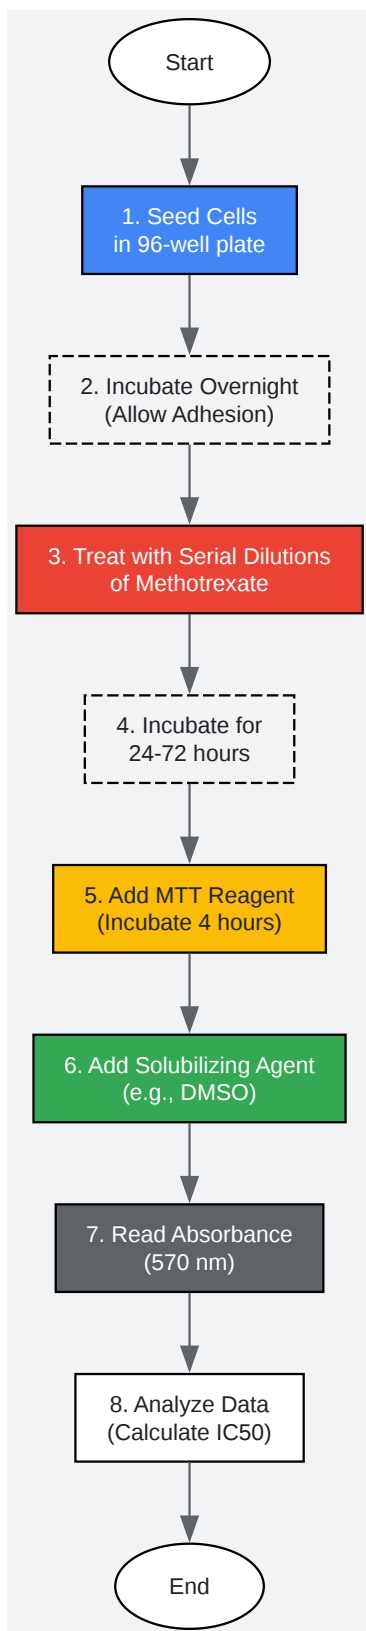 Start
1. Seed Cells
in 96-well plate
2. Incubate Overnight
(Allow Adhesion)
3. Treat with Serial Dilutions
of Methotrexate
4. Incubate for
24-72 hours
5. Add MTT Reagent
(Incubate 4 hours)
6. Add Solubilizing Agent
(e.g., DMSO)
7. Read Absorbance
(570 nm)
8. Analyze Data
(Calculate IC50)
End